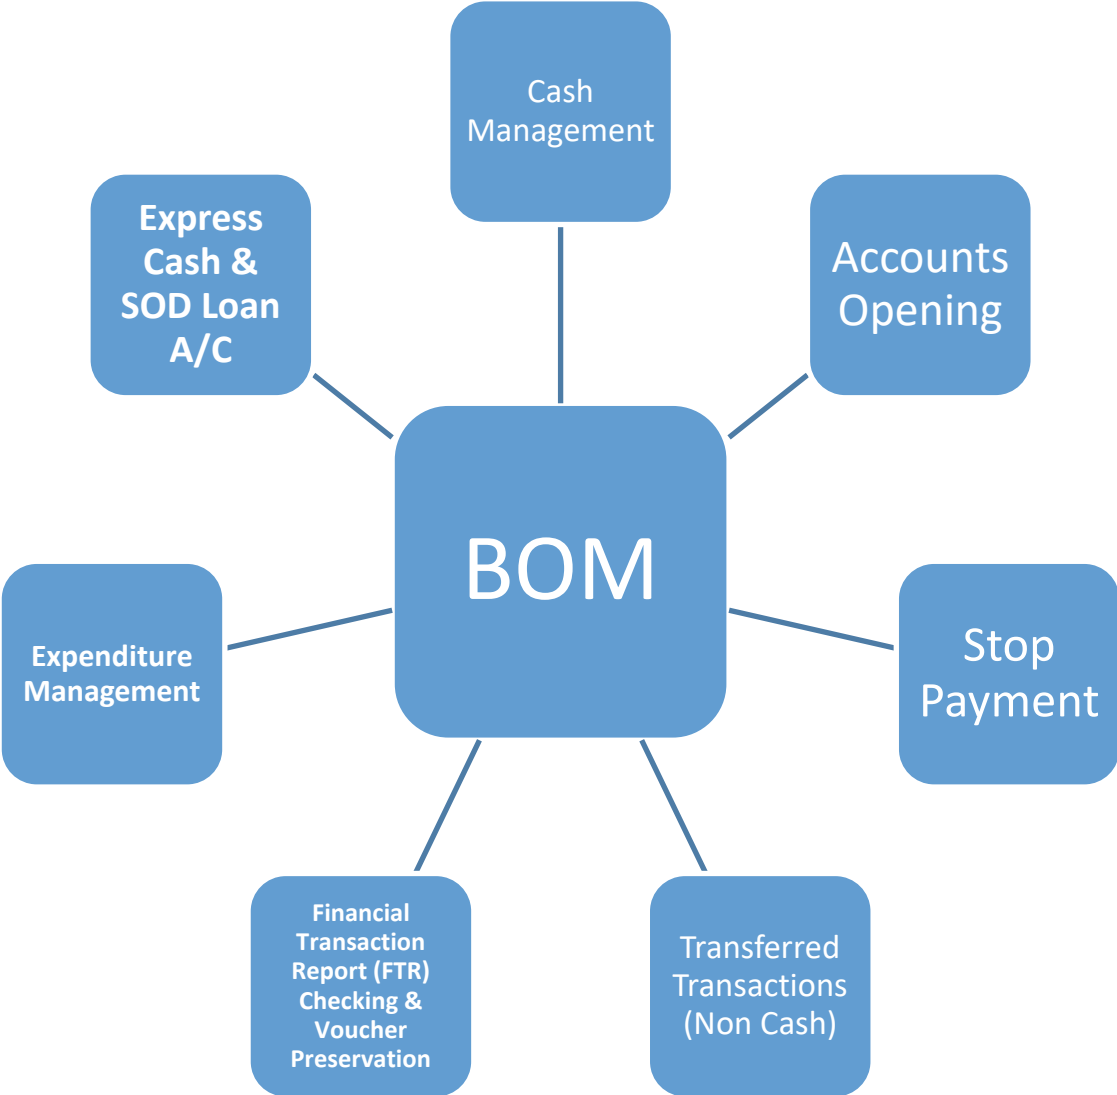 Cash
Management
Express
Cash &
SOD Loan
A/C
Accounts
Opening
BOM
Expenditure
Management
Stop
Payment
Financial
Transaction
Report (FTR)
Checking &
Voucher
Preservation
Transferred
Transactions
(Non Cash)